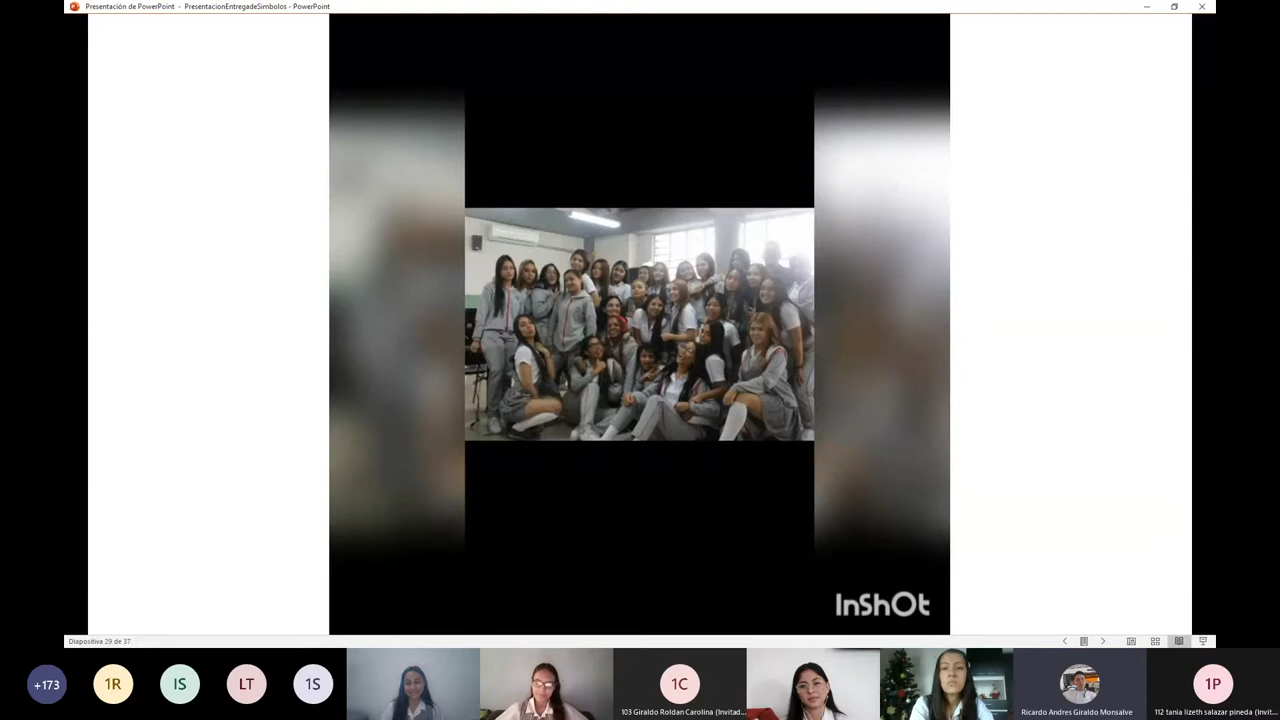 Presentación de PowerPoint - PresentacionEntregadeSimbolos - PowerPoint
InShOt
Diapositiva 29 de 37
+173
1R
IS
LT
1S
1C
103 Giraldo Roldan Carolina (Invitad...
Ricardo Andres Giraldo Monsalve
1P
112 tania lizeth salazar pineda (Invit...